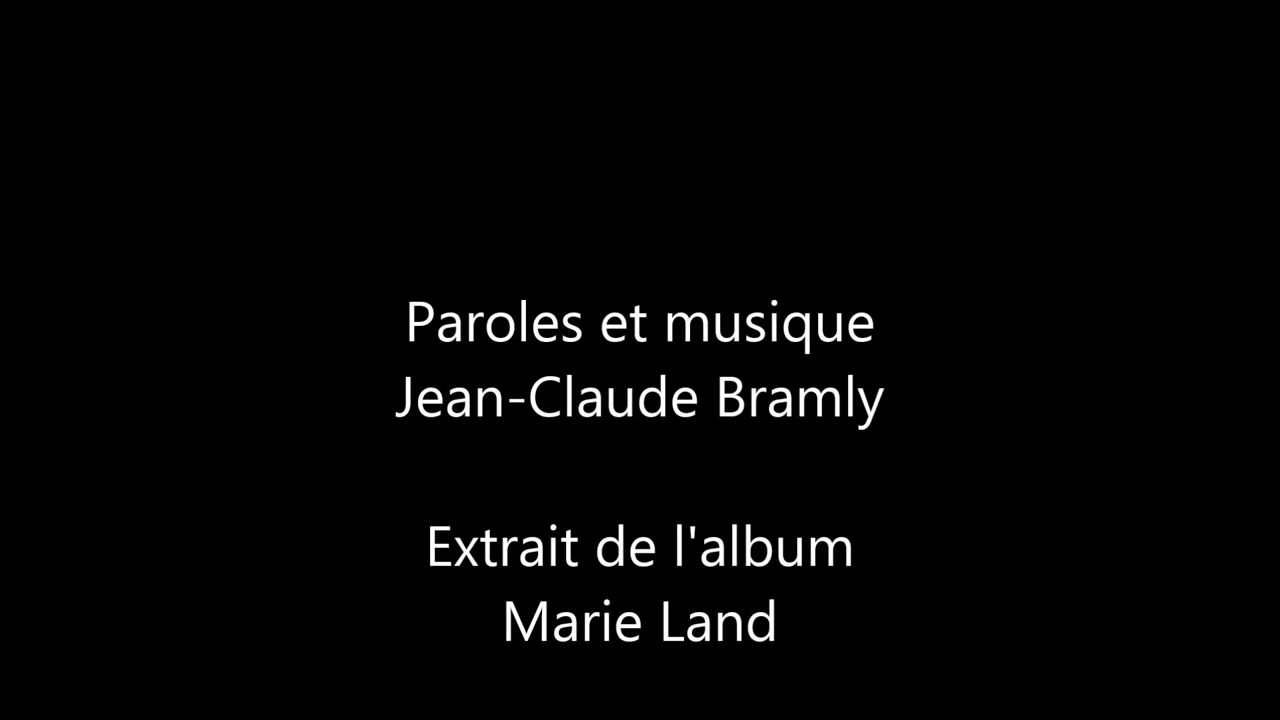 Paroles et musique
Jean-Claude Bramly
Extrait de l'album
Marie Land